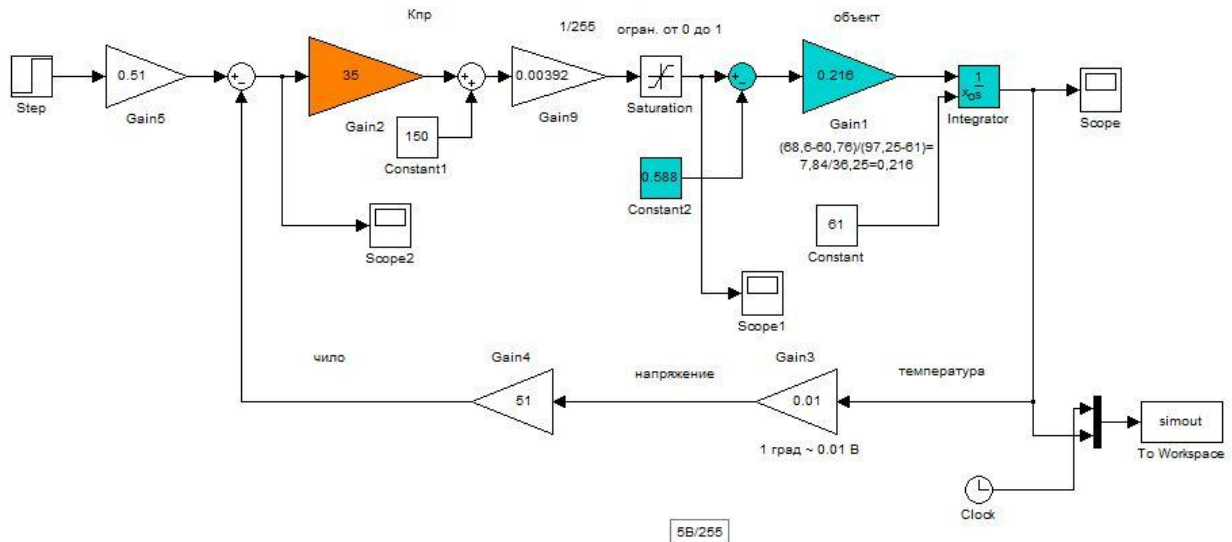 Кпр
1/255
огран. от 0 до 1
объект
Step
0.51
Gain5
35
Gain2
150
Constant1
0.00392
Gain9
Saturation
0.588
Constant2
0.216
Gain1
(68,6-60,76)/(97,25-61)=
7,84/36,25=0,216
1
s
xo
Integrator
Scope
61
Constant
Scope2
Scope1
чило
Gain4
51
напряжение
Gain3
0.01
1 град ~ 0.01 В
температура
simout
To Workspace
Clock
5В/255